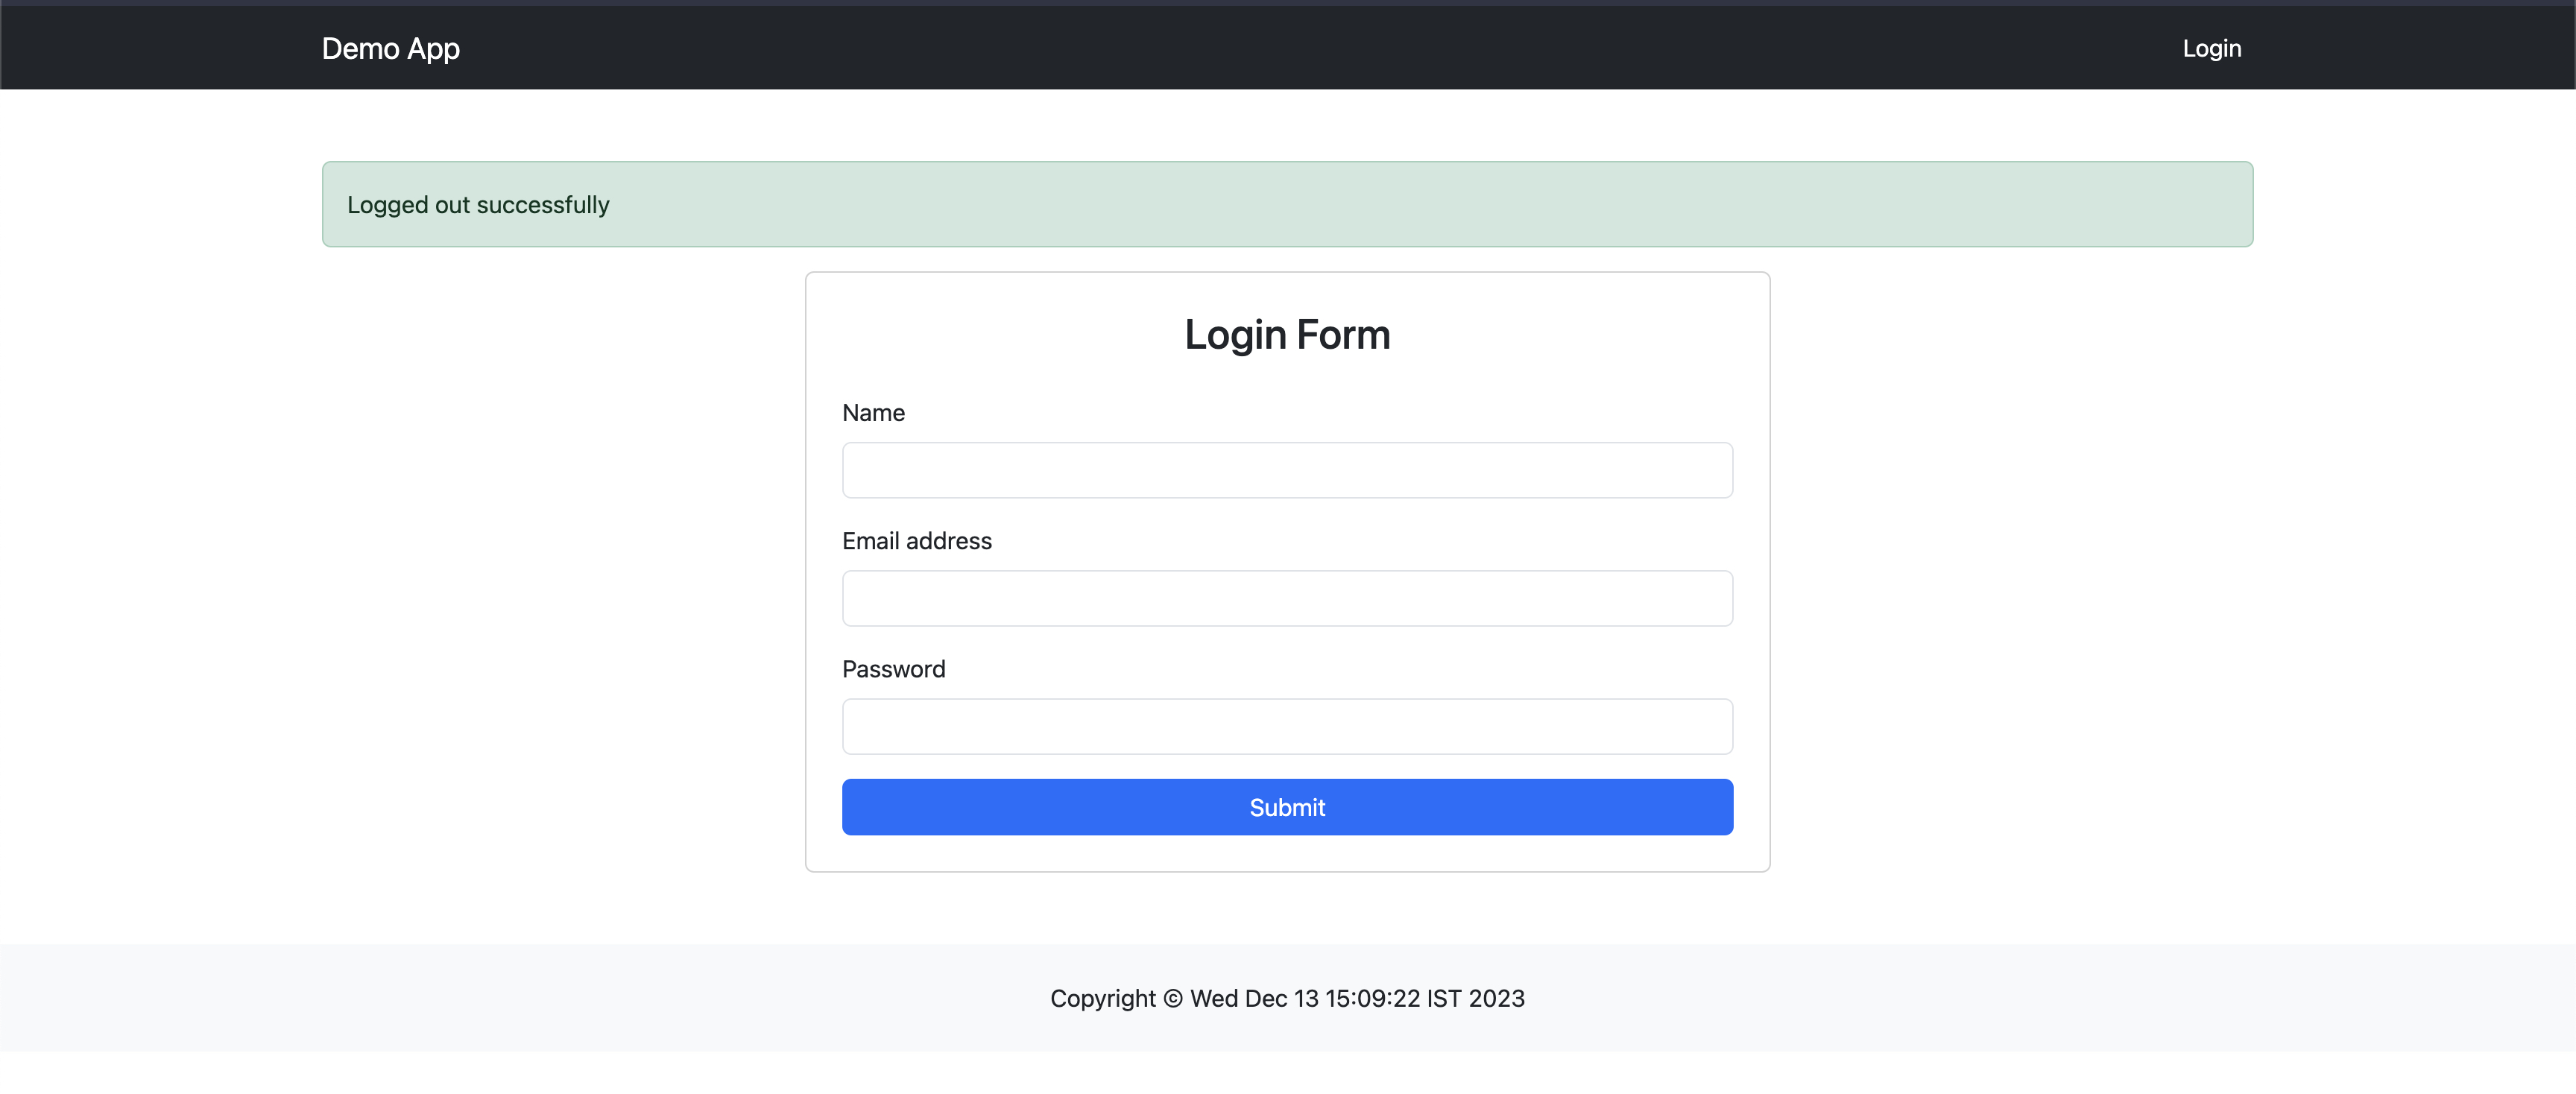 Demo App
Login
Logged out successfully
Login Form
Name
Email address
Password
Submit
Copyright © Wed Dec 13 15:09:22 IST 2023